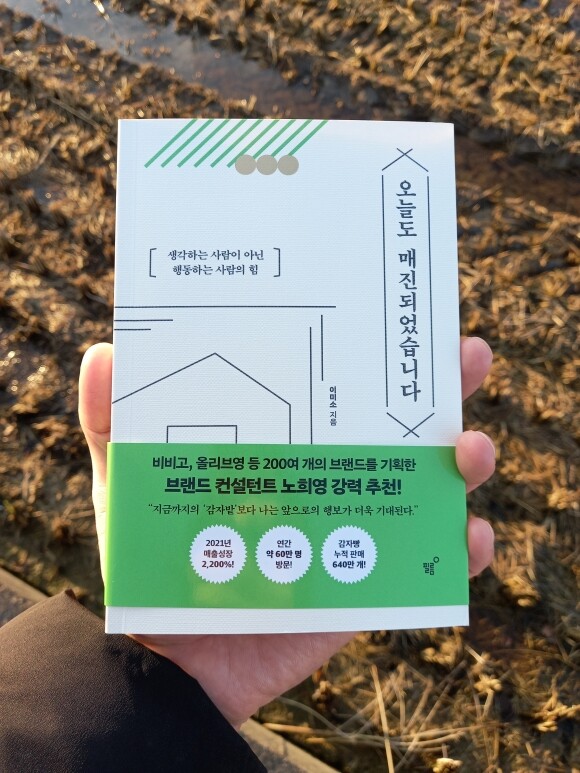 오늘도 매진되었습니다
생각하는 사람이 아닌
행동하는 사람의 힘
이미소 지음
비비고, 올리브영 등 200여 개의 브랜드를 기획한
브랜드 컨설턴트 노희영 강력 추천!
“지금까지의 ‘감자밭’보다 나는 앞으로의 행보가 더욱 기대된다.”
2021년
매출성장
2,200%!
연간
약 60만 명
방문!
감자빵
누적 판매
640만 개!
필름